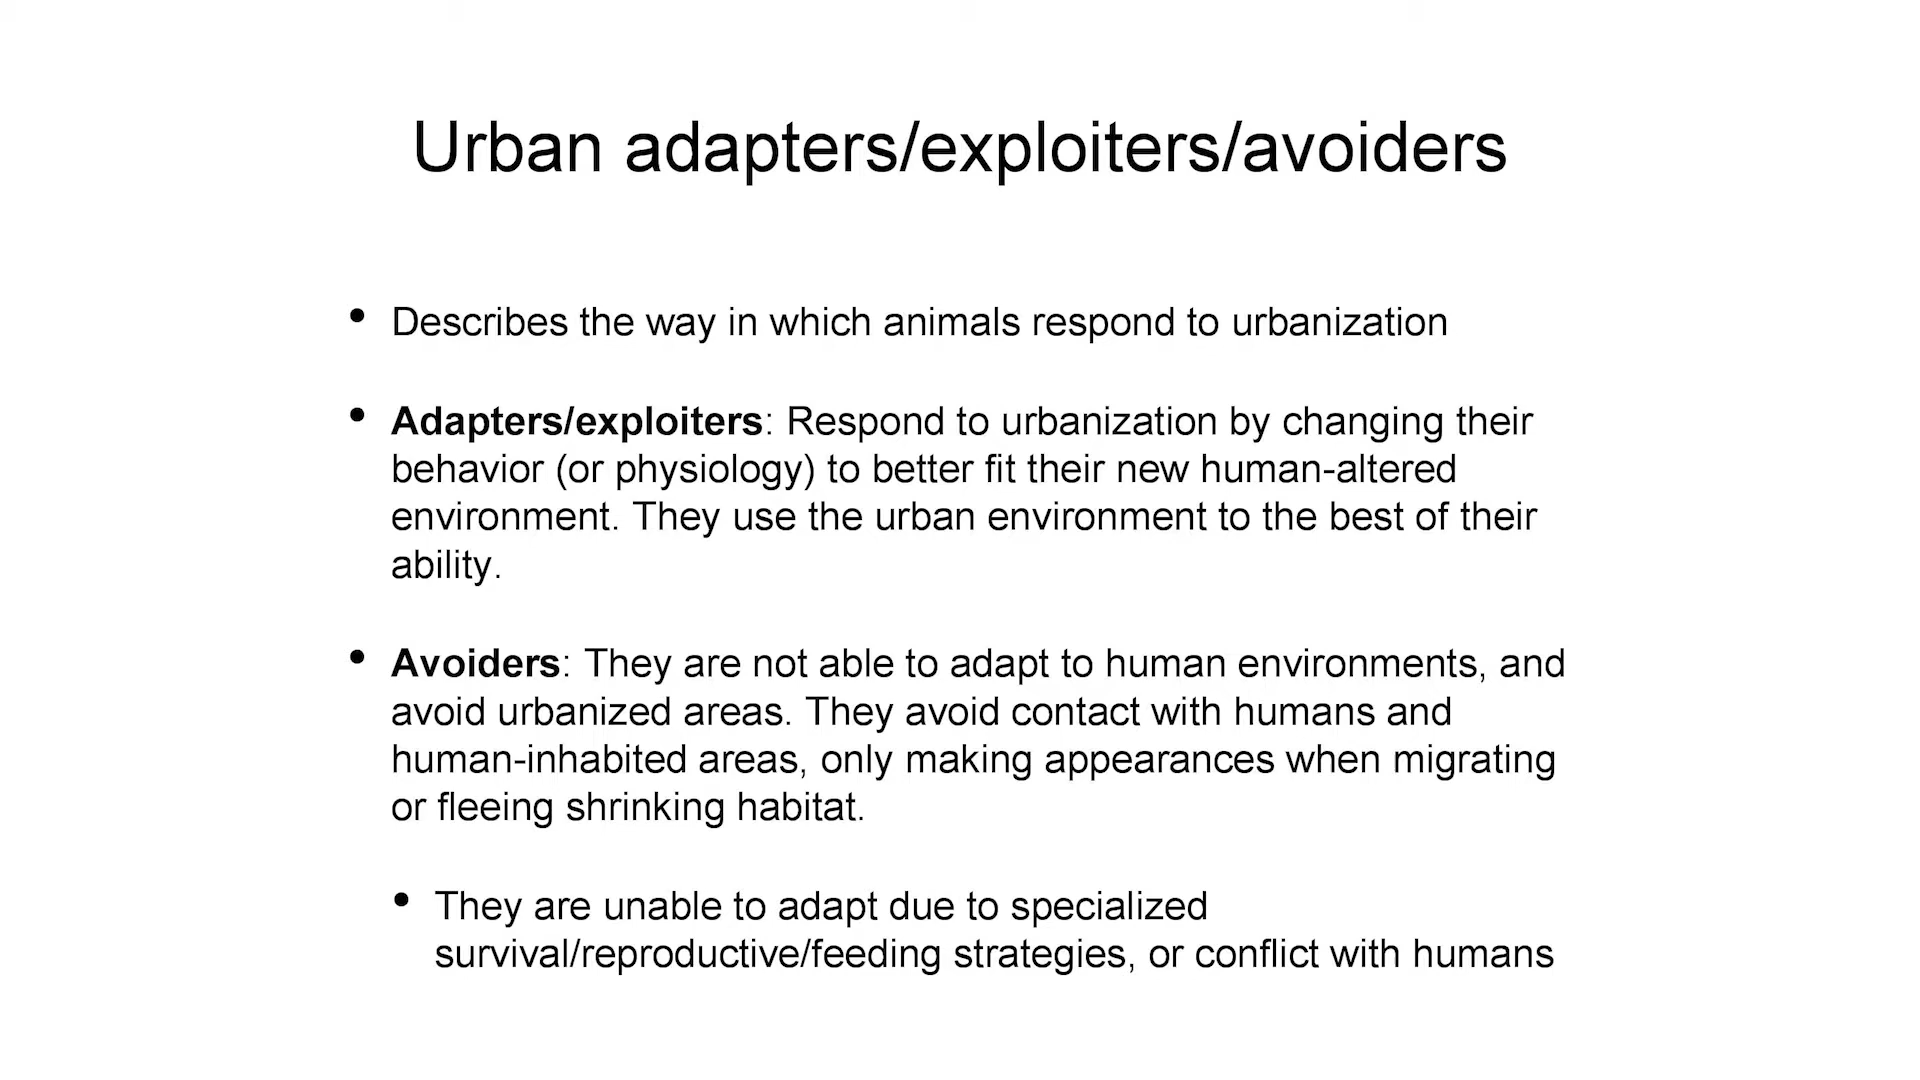 Urban adapters/exploiters/avoiders
• Describes the way in which animals respond to urbanization
• Adapters/exploiters: Respond to urbanization by changing their
behavior (or physiology) to better fit their new human-altered
environment. They use the urban environment to the best of their
ability.
• Avoiders: They are not able to adapt to human environments, and
avoid urbanized areas. They avoid contact with humans and
human-inhabited areas, only making appearances when migrating
or fleeing shrinking habitat.
• They are unable to adapt due to specialized
survival/reproductive/feeding strategies, or conflict with humans